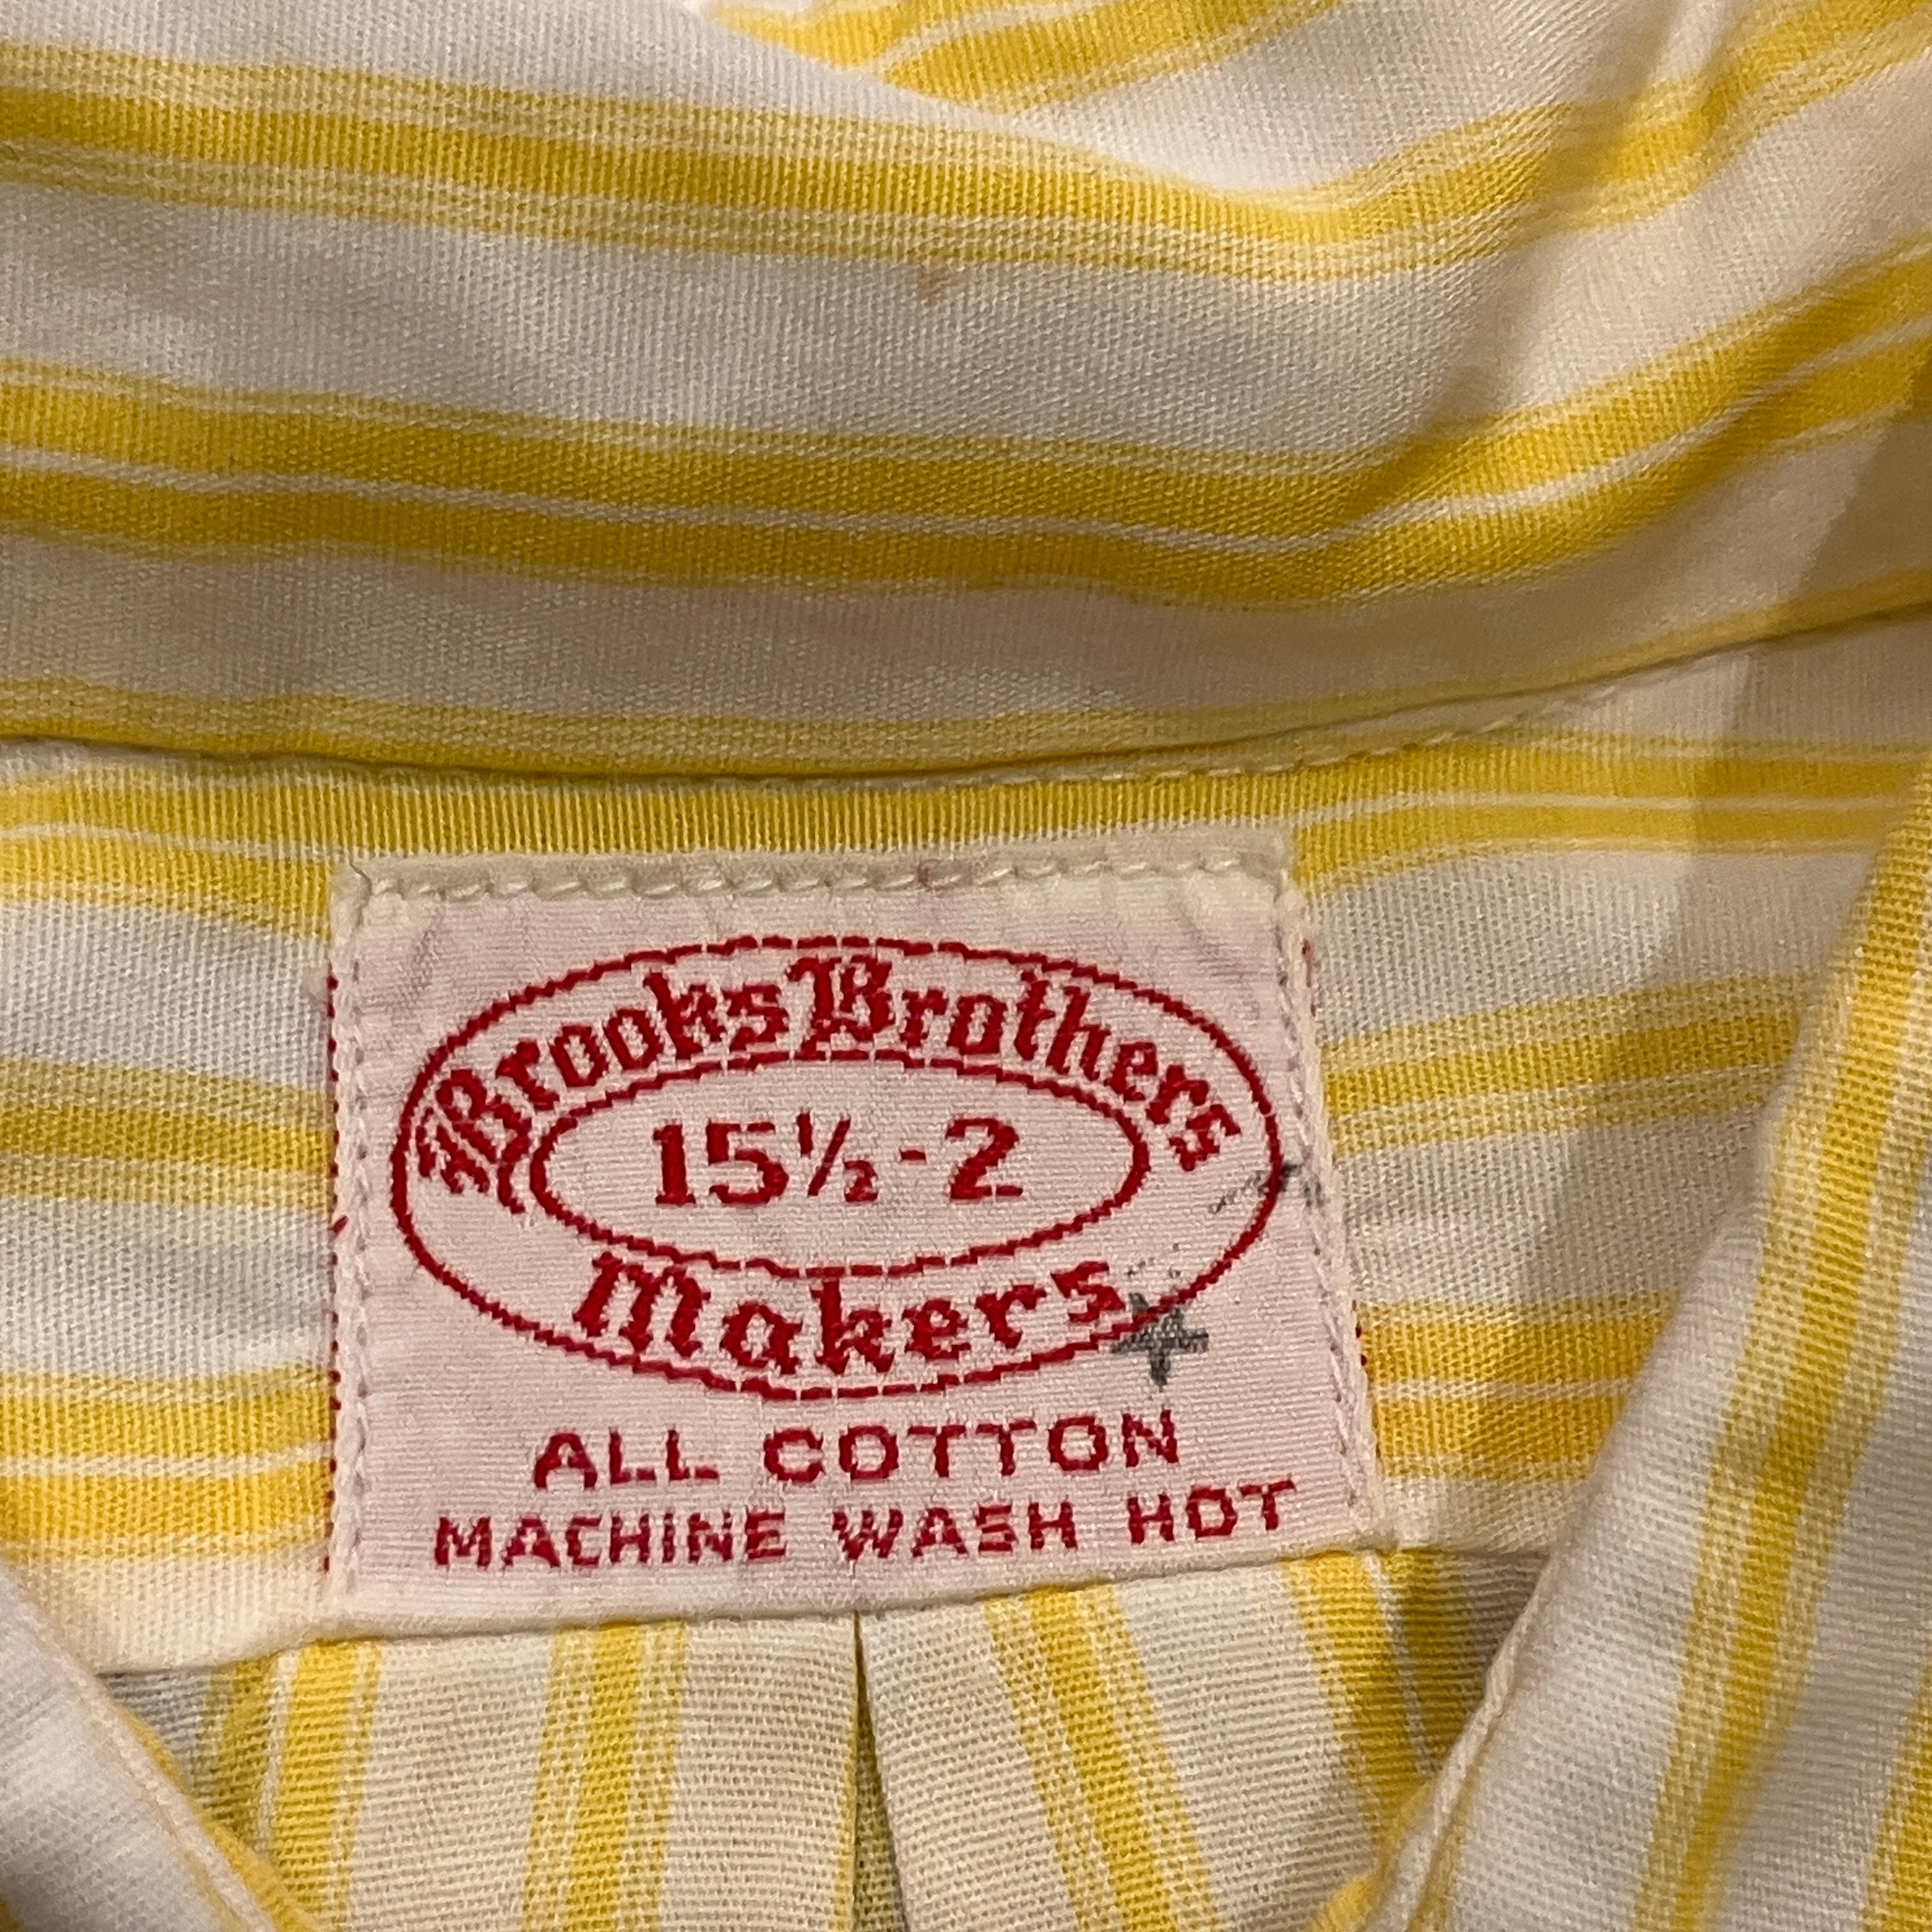 Brooks Brothers
15½-2
Makers
ALL COTTON
MACHINE WASH HOT